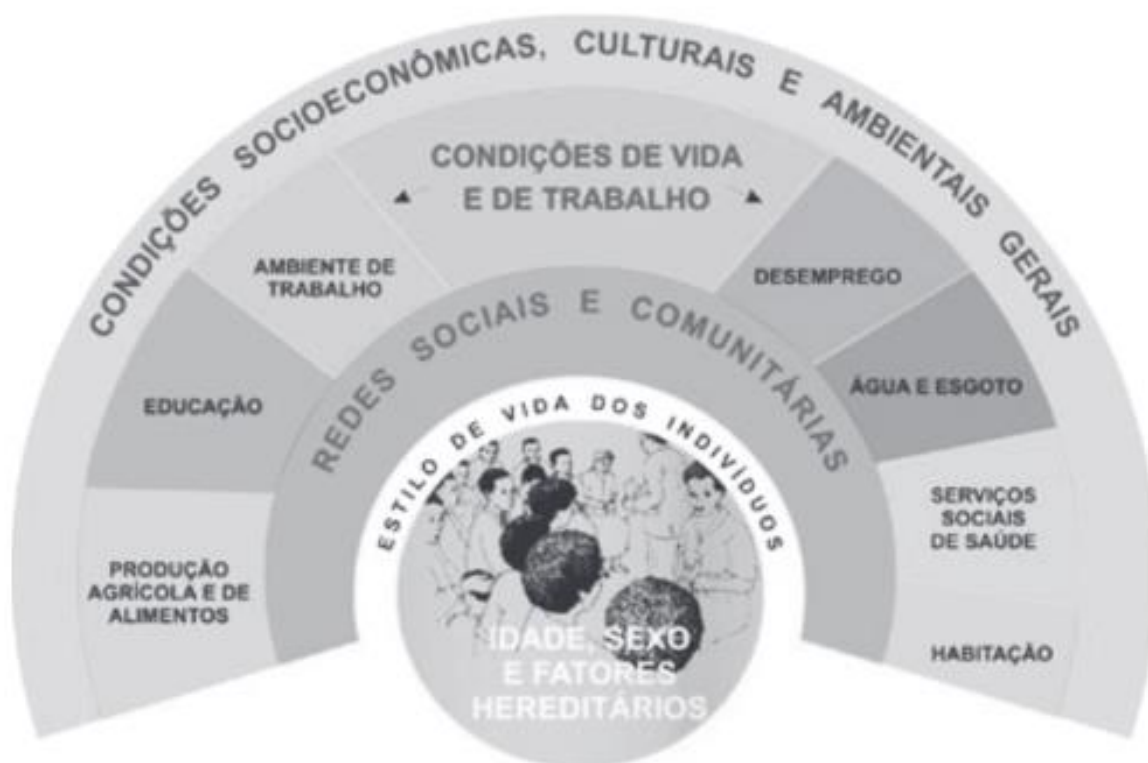 CONDIÇÕES SOCIOECONÔMICAS, CULTURAIS E AMBIENTAIS GERAIS
CONDIÇÕES DE VIDA
E DE TRABALHO
AMBIENTE DE
TRABALHO
DESEMPREGO
EDUCAÇÃO
ÁGUA E ESGOTO
PRODUÇÃO
AGRÍCOLA E DE
ALIMENTOS
SERVIÇOS
SOCIAIS
DE SAÚDE
HABITAÇÃO
REDES SOCIAIS E COMUNITÁRIAS
ESTILO DE VIDA DOS INDIVÍDUOS
IDADE, SEXO
E FATORES
HEREDITÁRIOS